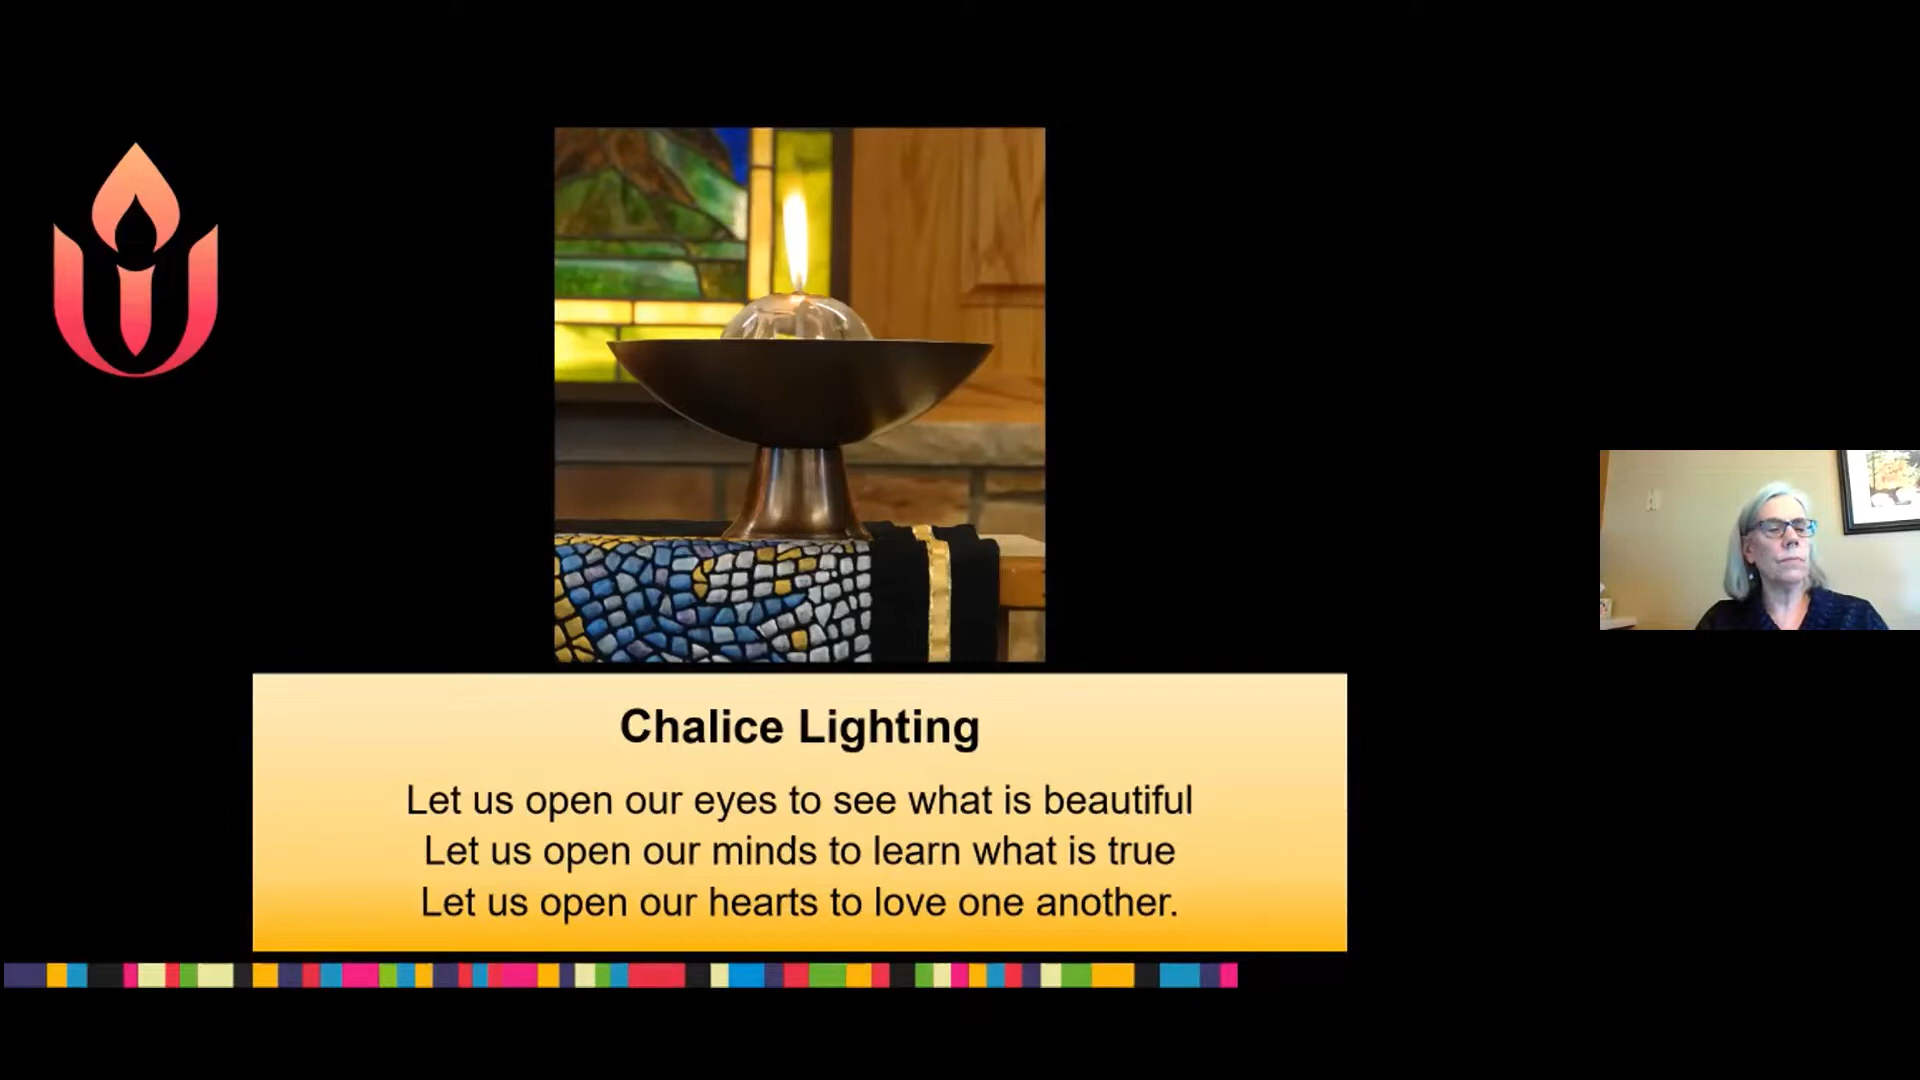 Chalice Lighting
Let us open our eyes to see what is beautiful
Let us open our minds to learn what is true
Let us open our hearts to love one another.